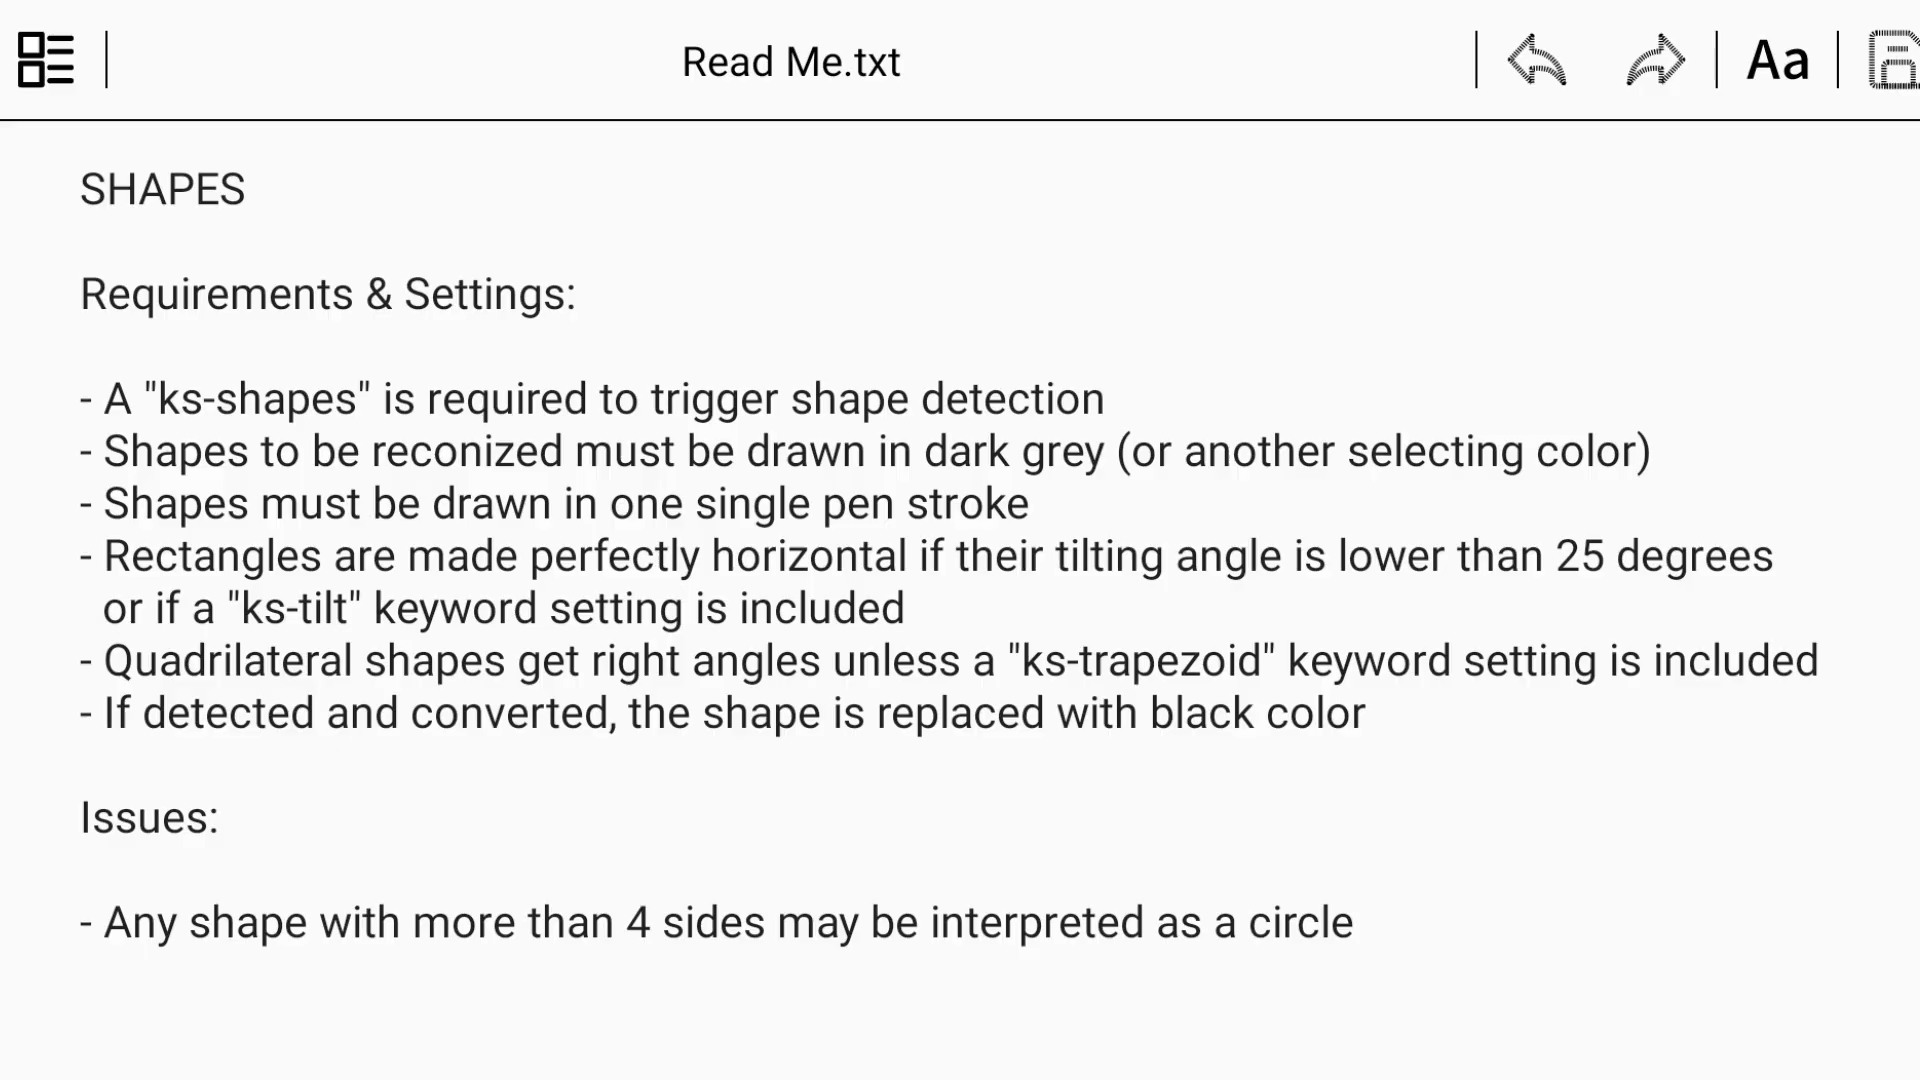 Read Me.txt
Aa
SHAPES
Requirements & Settings:
- A "ks-shapes" is required to trigger shape detection
- Shapes to be reconized must be drawn in dark grey (or another selecting color)
- Shapes must be drawn in one single pen stroke
- Rectangles are made perfectly horizontal if their tilting angle is lower than 25 degrees
or if a "ks-tilt" keyword setting is included
- Quadrilateral shapes get right angles unless a "ks-trapezoid" keyword setting is included
- If detected and converted, the shape is replaced with black color
Issues:
- Any shape with more than 4 sides may be interpreted as a circle